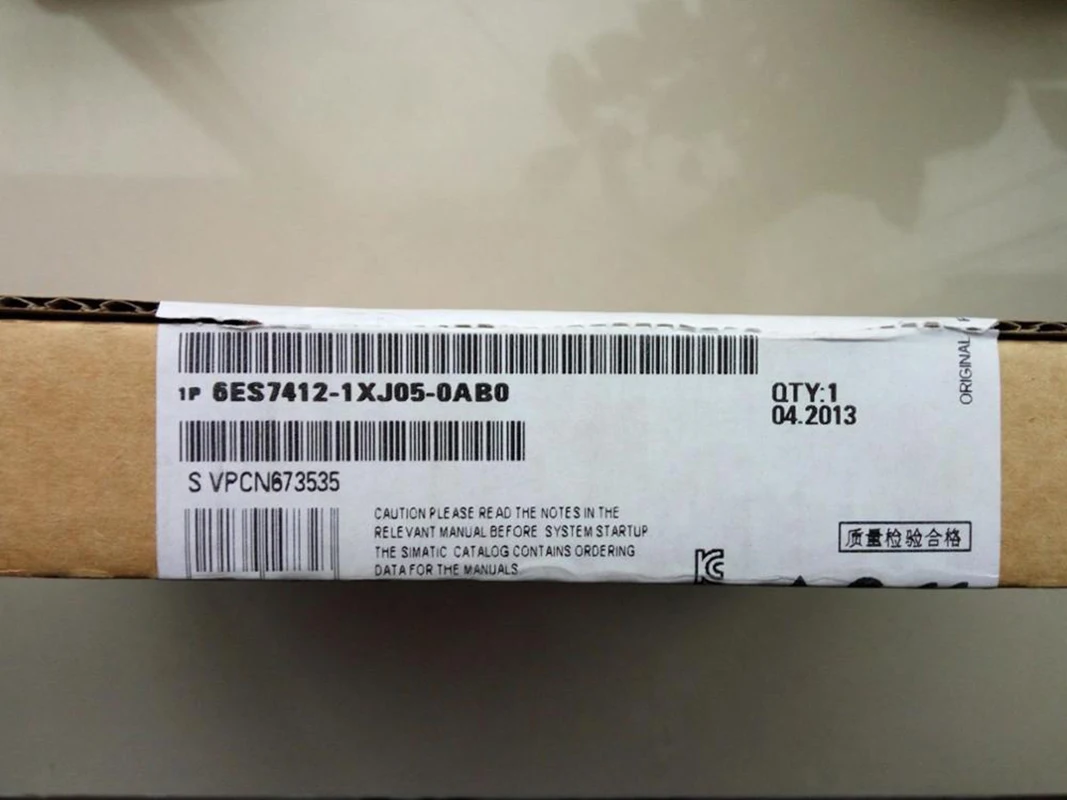 1P 6ES7412-1XJ05-0AB0
QTY:1
04.2013
S VPCN673535
CAUTION PLEASE READ THE NOTES IN THE
RELEVANT MANUAL BEFORE SYSTEM STARTUP
THE SIMATIC CATALOG CONTAINS ORDERING
DATA FOR THE MANUALS
质量检验合格
ORIGINAL